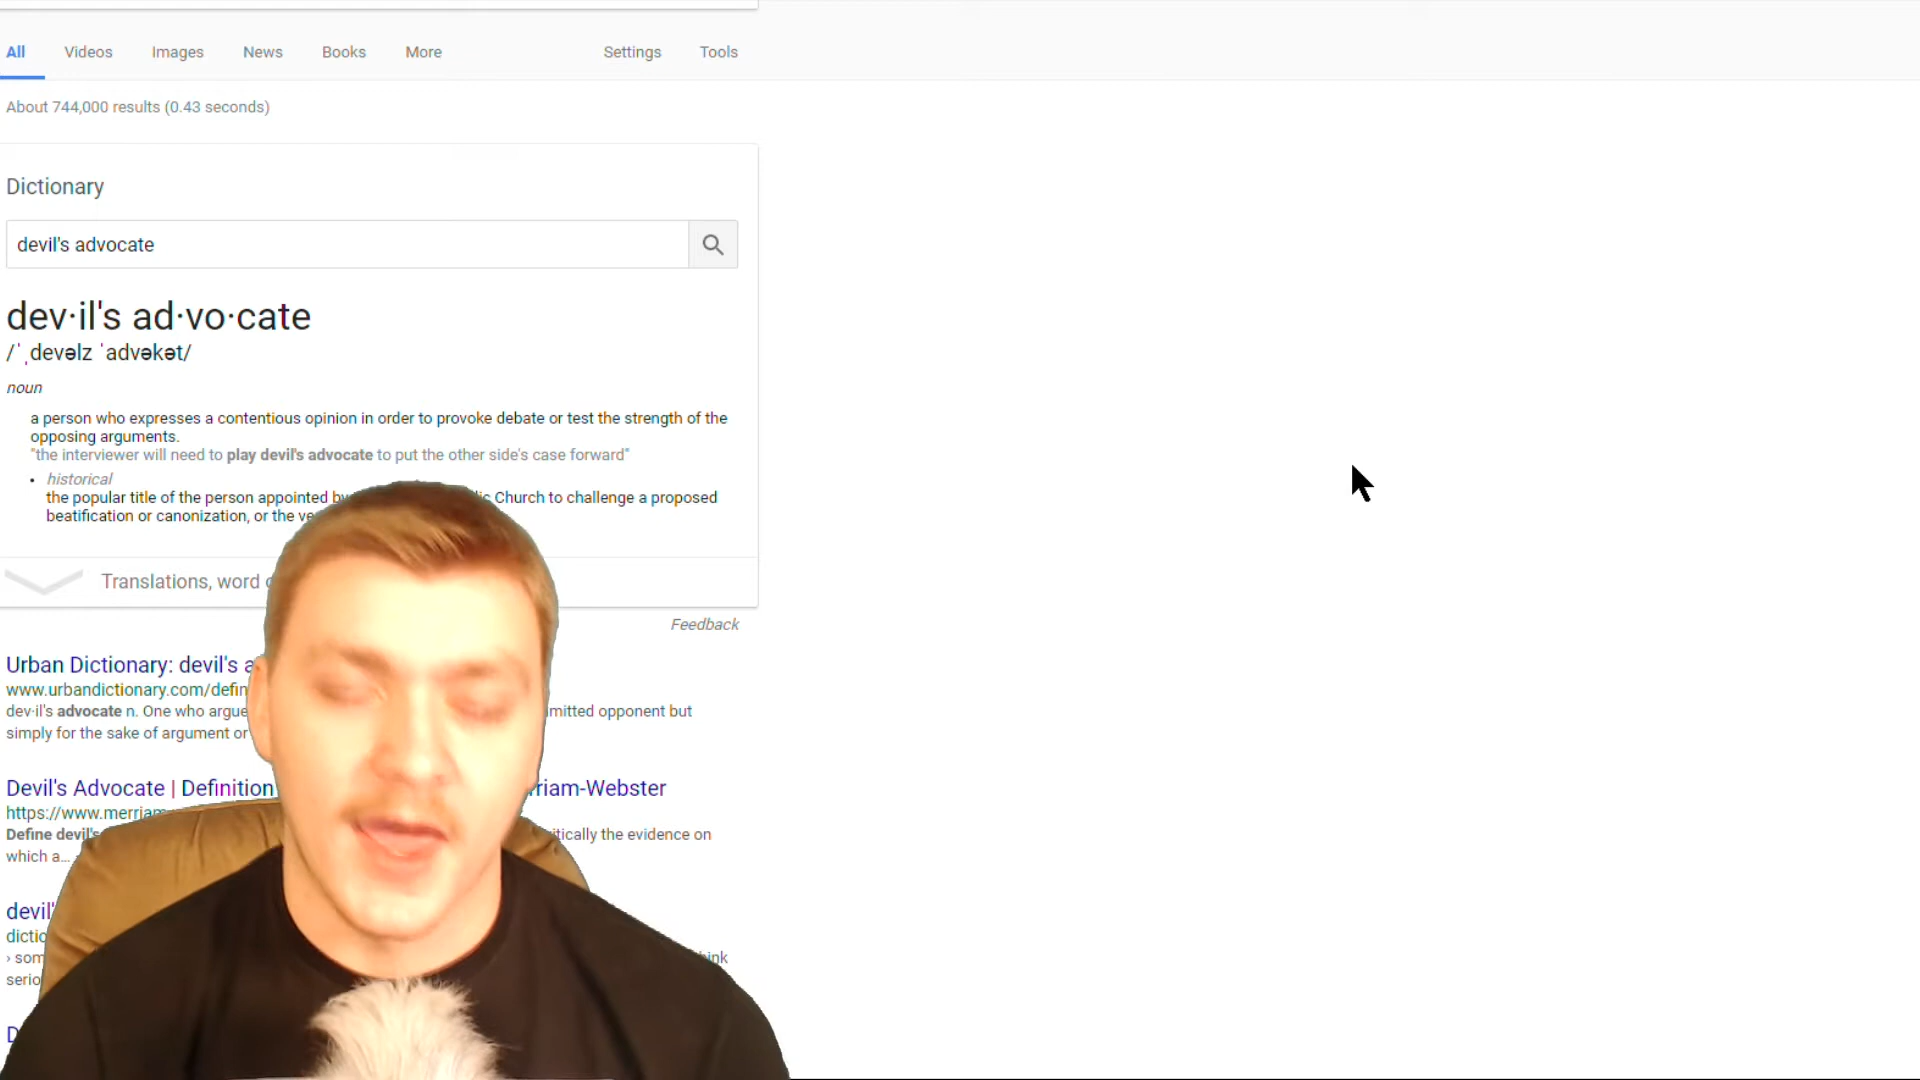 All Videos Images News Books More Settings Tools
About 744,000 results (0.43 seconds)
Dictionary
devil's advocate
dev·il's ad·vo·cate
/ˈˌdevəlz ˈadvəkət/
noun
a person who expresses a contentious opinion in order to provoke debate or test the strength of the
opposing arguments.
"the interviewer will need to play devil's advocate to put the other side's case forward"
• historical
the popular title of the person appointed by Church to challenge a proposed
beatification or canonization, or the
Translations, word
Feedback
Urban Dictionary: devil's
www.urbandictionary.com/defin
dev·il's advocate n. One who argue mitted opponent but
simply for the sake of argument or
Devil's Advocate | Definition rriam-Webster
https://www.merriam
Define devil's itically the evidence on
which a...
devil'
dictio
› som ink
serio
D